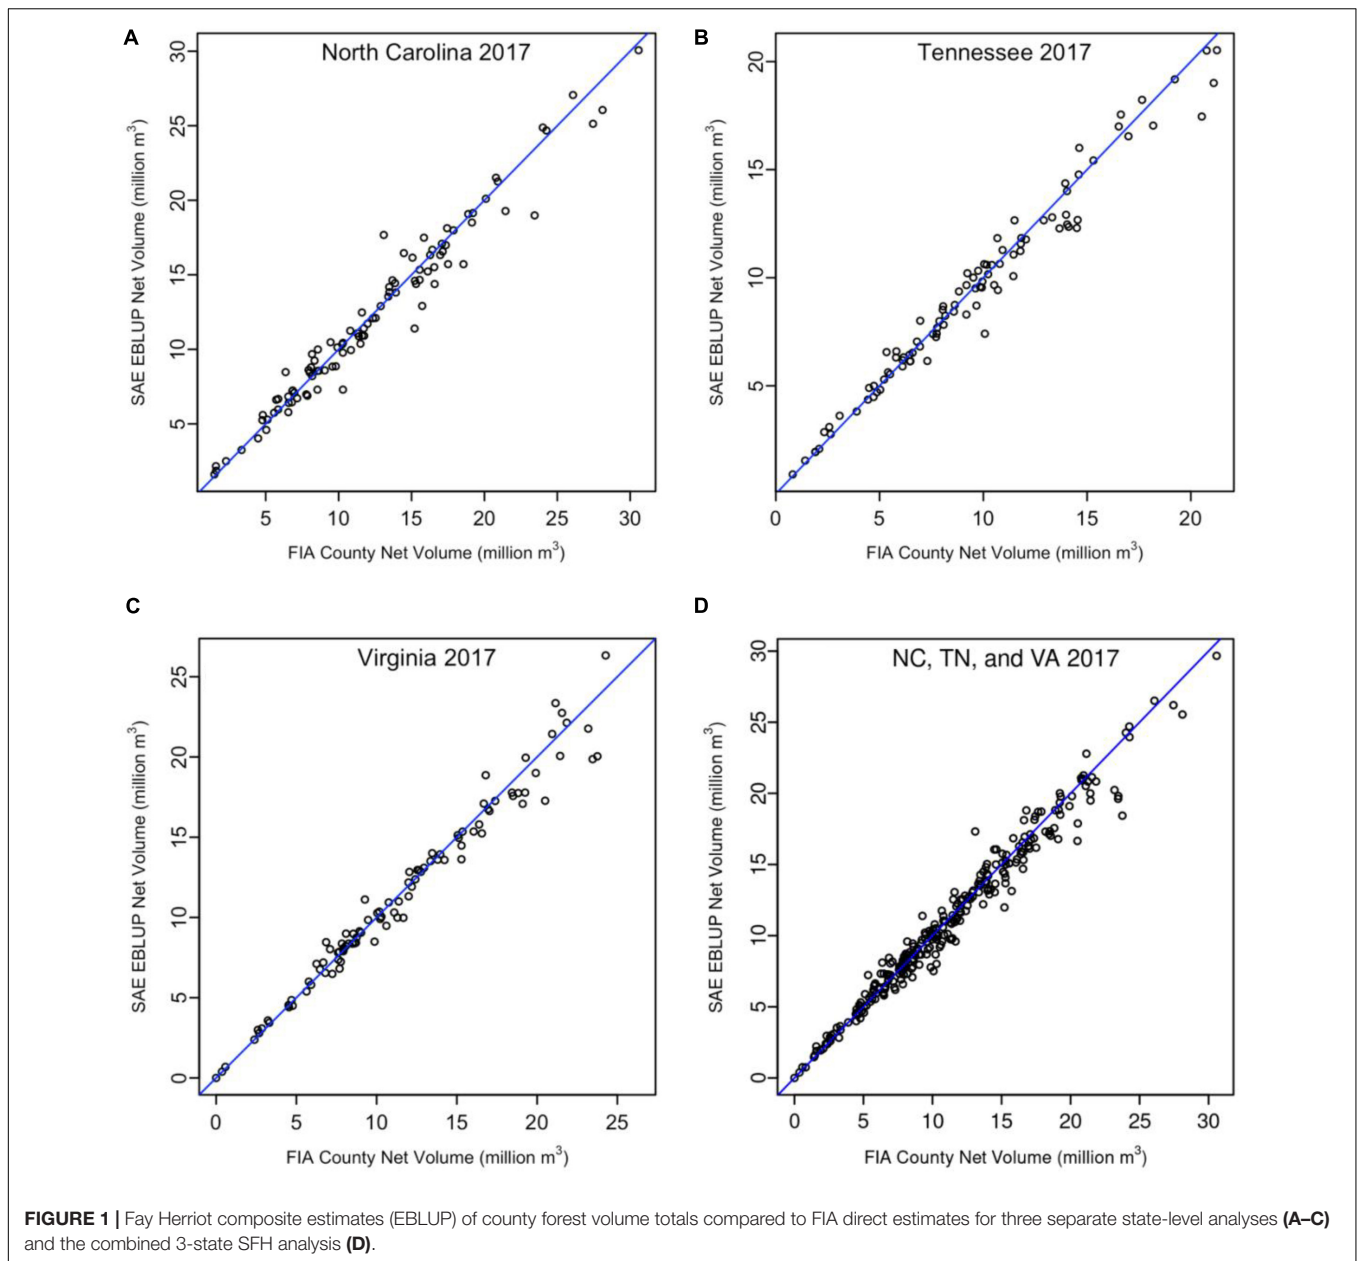 A
North Carolina 2017
30
25
20
15
10
5
SAE EBLUP Net Volume (million m³)
5 10 15 20 25 30
FIA County Net Volume (million m³)
B
Tennessee 2017
20
15
10
5
SAE EBLUP Net Volume (million m³)
0 5 10 15 20
FIA County Net Volume (million m³)
C
Virginia 2017
25
20
15
10
5
0
SAE EBLUP Net Volume (million m³)
0 5 10 15 20 25
FIA County Net Volume (million m³)
D
NC, TN, and VA 2017
30
25
20
15
10
5
0
SAE EBLUP Net Volume (million m³)
0 5 10 15 20 25 30
FIA County Net Volume (million m³)
FIGURE 1 | Fay Herriot composite estimates (EBLUP) of county forest volume totals compared to FIA direct estimates for three separate state-level analyses (A–C)
and the combined 3-state SFH analysis (D).